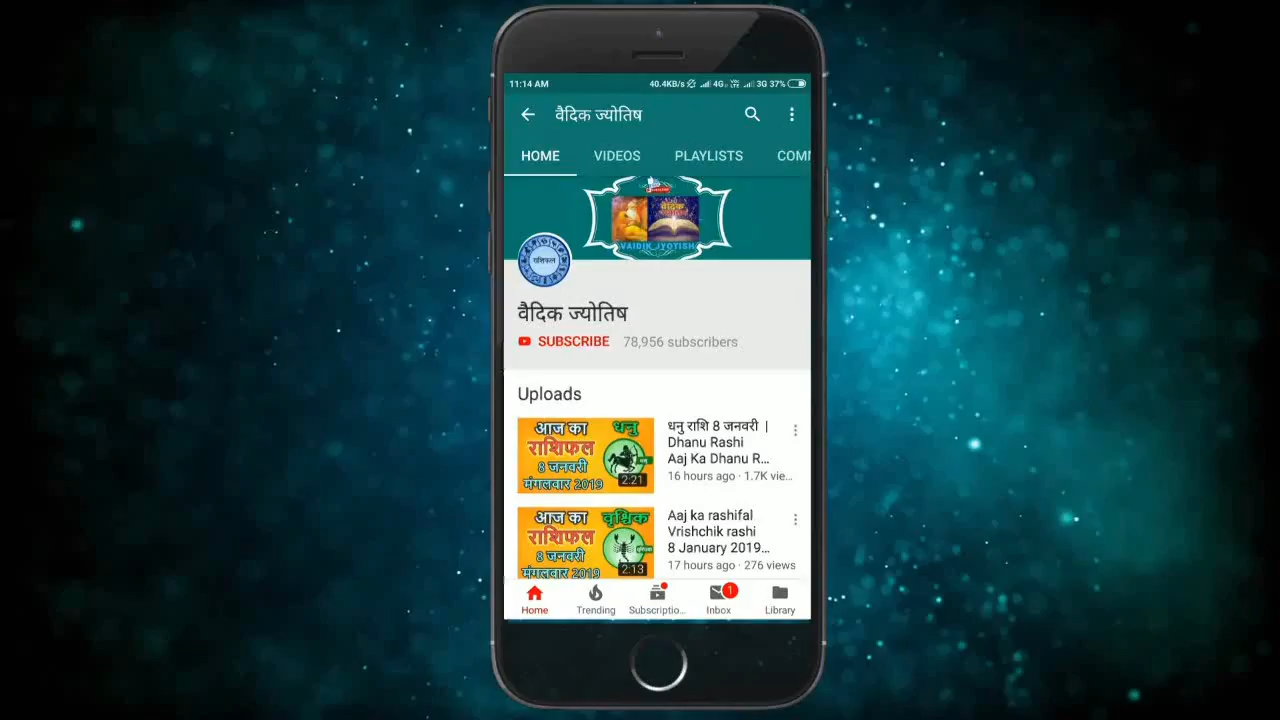 11:14 AM
40.4KB/s 4G 3G 37%
वैदिक ज्योतिष
HOME VIDEOS PLAYLISTS COMM
वैदिक
VAIDIK JYOTISH
राशिफल
वैदिक ज्योतिष
SUBSCRIBE 78,956 subscribers
Uploads
आज का धनु
राशिफल
8 जनवरी
मंगलवार 2019 2:21
धनु राशि 8 जनवरी |
Dhanu Rashi
Aaj Ka Dhanu R...
16 hours ago · 1.7K vie...
आज का वृश्चिक
राशिफल
8 जनवरी
मंगलवार 2019 2:13
Aaj ka rashifal
Vrishchik rashi
8 January 2019...
17 hours ago · 276 views
1
Home Trending Subscriptio... Inbox Library